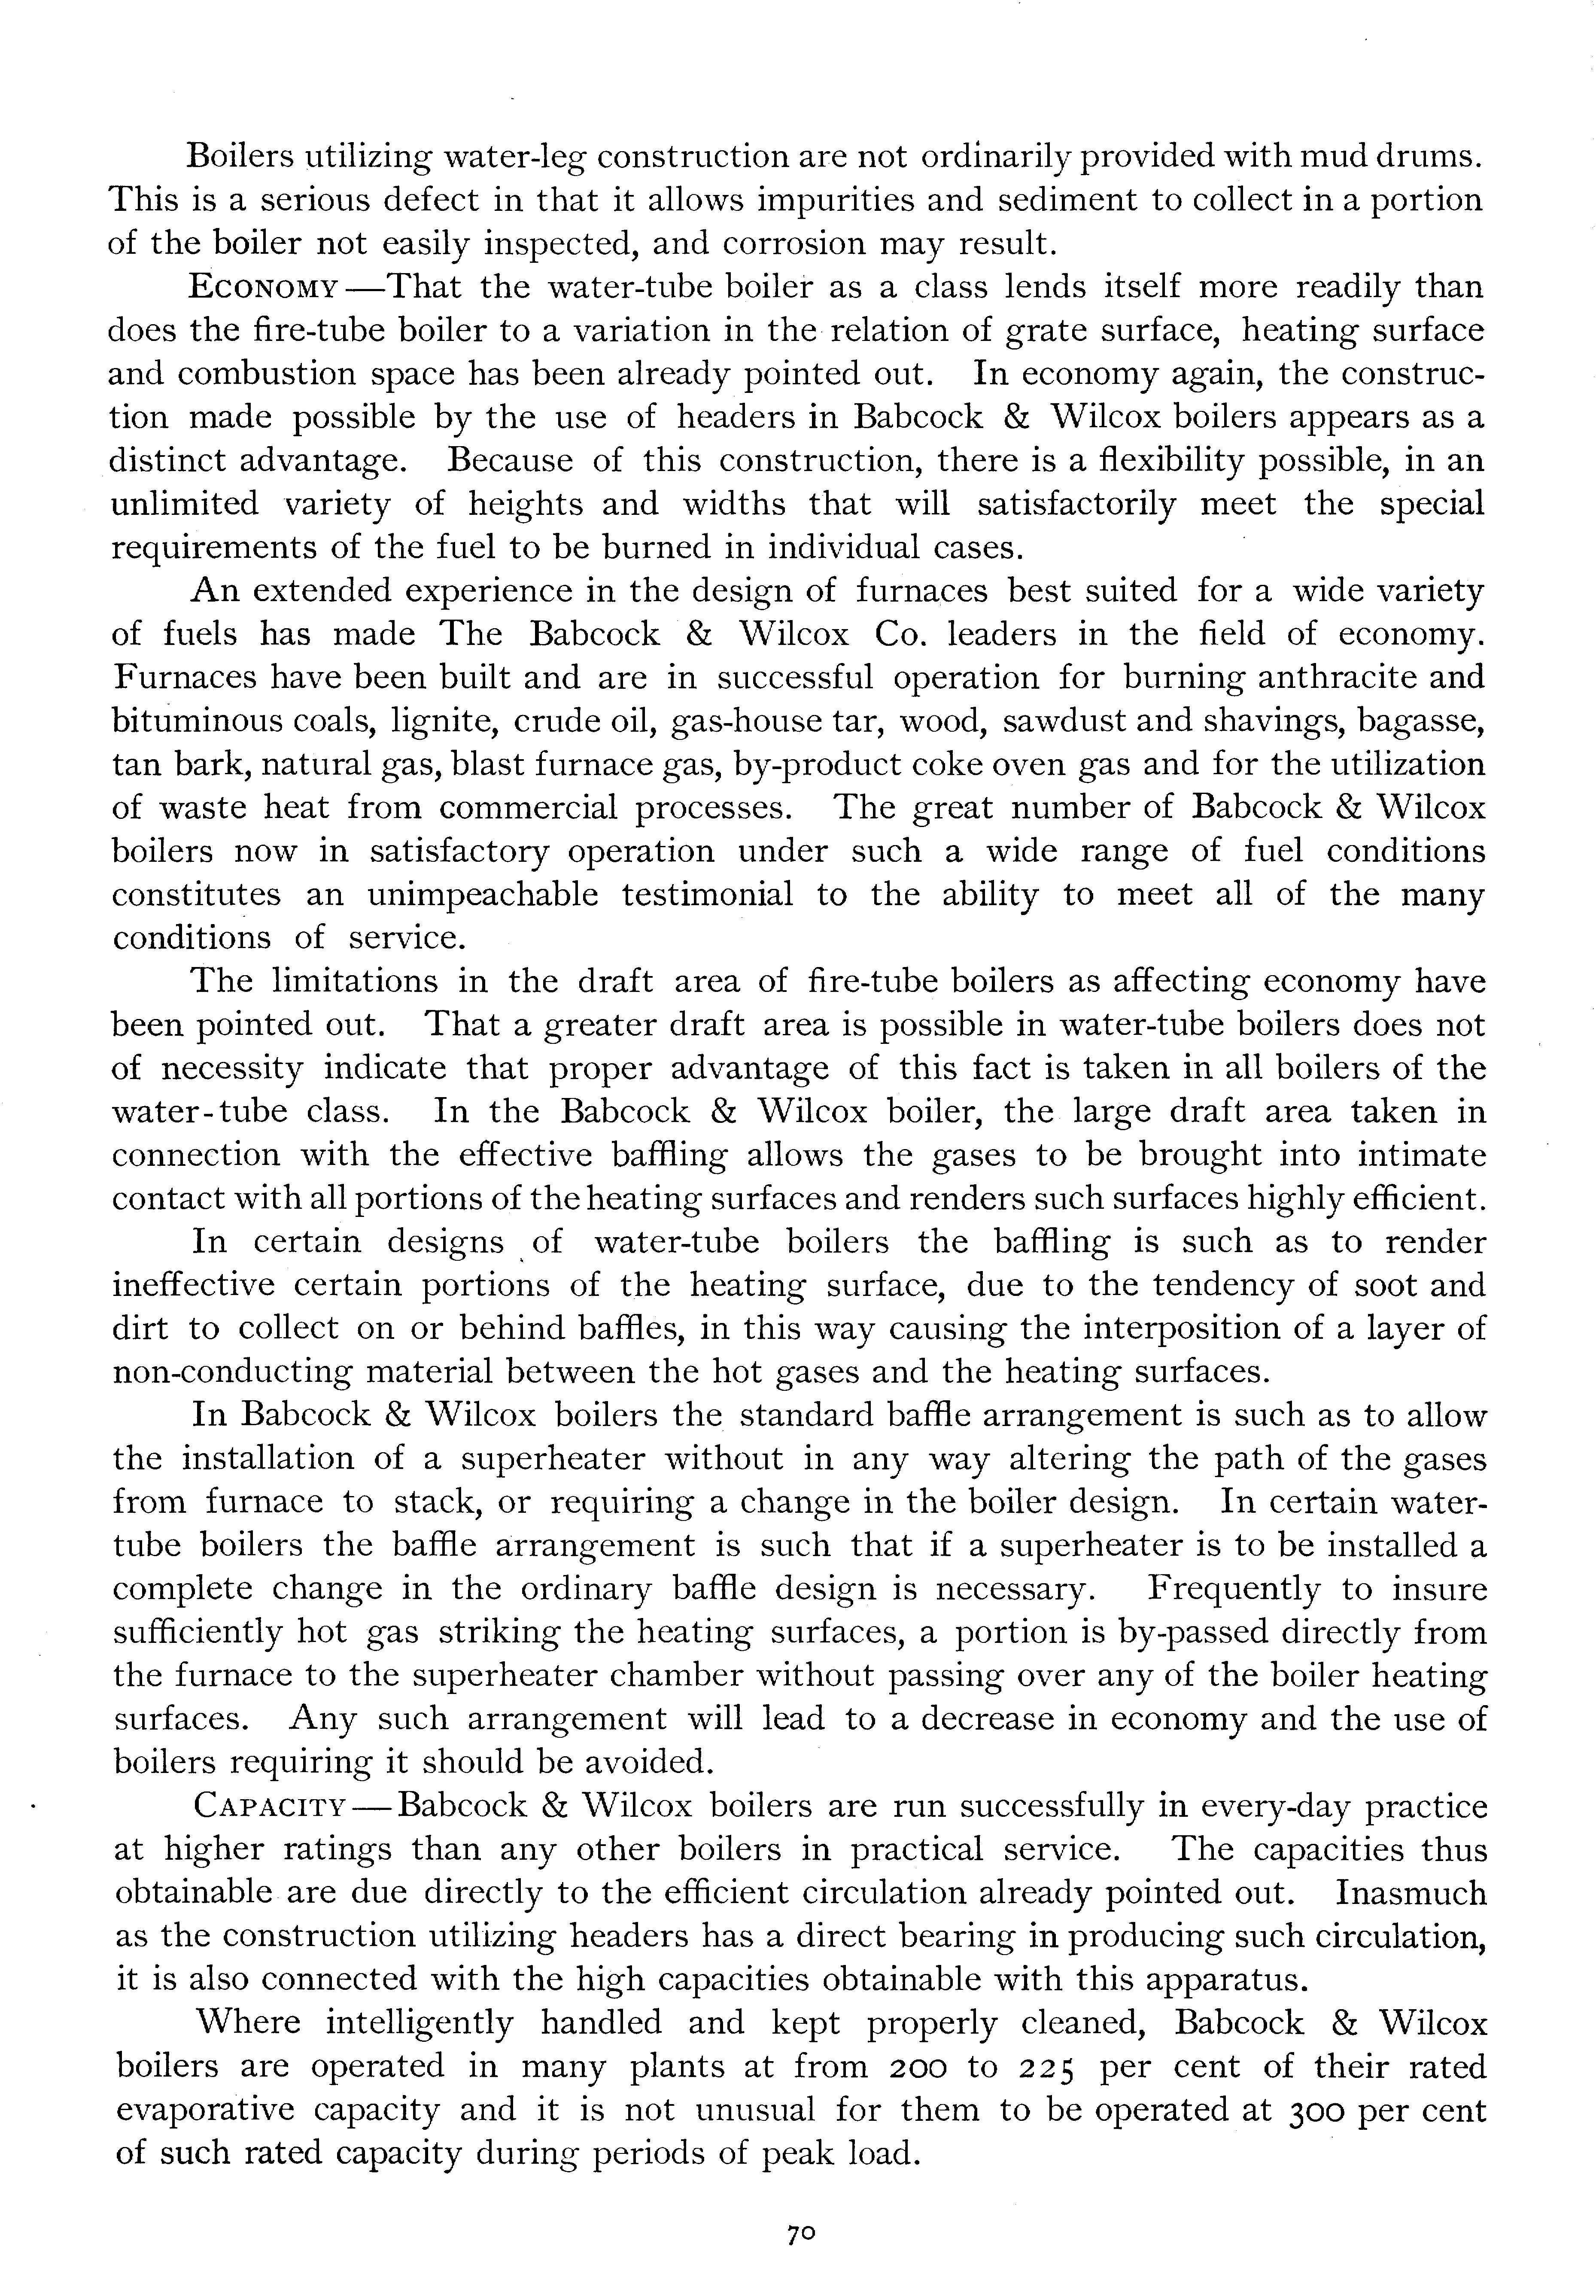 Boilers utilizing water-leg construction are not ordinarily provided with mud drums.
This is a serious defect in that it allows impurities and sediment to collect in a portion
of the boiler not easily inspected, and corrosion may result.
ECONOMY—That the water-tube boiler as a class lends itself more readily than
does the fire-tube boiler to a variation in the relation of grate surface, heating surface
and combustion space has been already pointed out. In economy again, the construc-
tion made possible by the use of headers in Babcock & Wilcox boilers appears as a
distinct advantage. Because of this construction, there is a flexibility possible, in an
unlimited variety of heights and widths that will satisfactorily meet the special
requirements of the fuel to be burned in individual cases.
An extended experience in the design of furnaces best suited for a wide variety
of fuels has made The Babcock & Wilcox Co. leaders in the field of economy.
Furnaces have been built and are in successful operation for burning anthracite and
bituminous coals, lignite, crude oil, gas-house tar, wood, sawdust and shavings, bagasse,
tan bark, natural gas, blast furnace gas, by-product coke oven gas and for the utilization
of waste heat from commercial processes. The great number of Babcock & Wilcox
boilers now in satisfactory operation under such a wide range of fuel conditions
constitutes an unimpeachable testimonial to the ability to meet all of the many
conditions of service.
The limitations in the draft area of fire-tube boilers as affecting economy have
been pointed out. That a greater draft area is possible in water-tube boilers does not
of necessity indicate that proper advantage of this fact is taken in all boilers of the
water-tube class. In the Babcock & Wilcox boiler, the large draft area taken in
connection with the effective baffling allows the gases to be brought into intimate
contact with all portions of the heating surfaces and renders such surfaces highly efficient.
In certain designs of water-tube boilers the baffling is such as to render
ineffective certain portions of the heating surface, due to the tendency of soot and
dirt to collect on or behind baffles, in this way causing the interposition of a layer of
non-conducting material between the hot gases and the heating surfaces.
In Babcock & Wilcox boilers the standard baffle arrangement is such as to allow
the installation of a superheater without in any way altering the path of the gases
from furnace to stack, or requiring a change in the boiler design. In certain water-
tube boilers the baffle arrangement is such that if a superheater is to be installed a
complete change in the ordinary baffle design is necessary. Frequently to insure
sufficiently hot gas striking the heating surfaces, a portion is by-passed directly from
the furnace to the superheater chamber without passing over any of the boiler heating
surfaces. Any such arrangement will lead to a decrease in economy and the use of
boilers requiring it should be avoided.
CAPACITY—Babcock & Wilcox boilers are run successfully in every-day practice
at higher ratings than any other boilers in practical service. The capacities thus
obtainable are due directly to the efficient circulation already pointed out. Inasmuch
as the construction utilizing headers has a direct bearing in producing such circulation,
it is also connected with the high capacities obtainable with this apparatus.
Where intelligently handled and kept properly cleaned, Babcock & Wilcox
boilers are operated in many plants at from 200 to 225 per cent of their rated
evaporative capacity and it is not unusual for them to be operated at 300 per cent
of such rated capacity during periods of peak load.
70